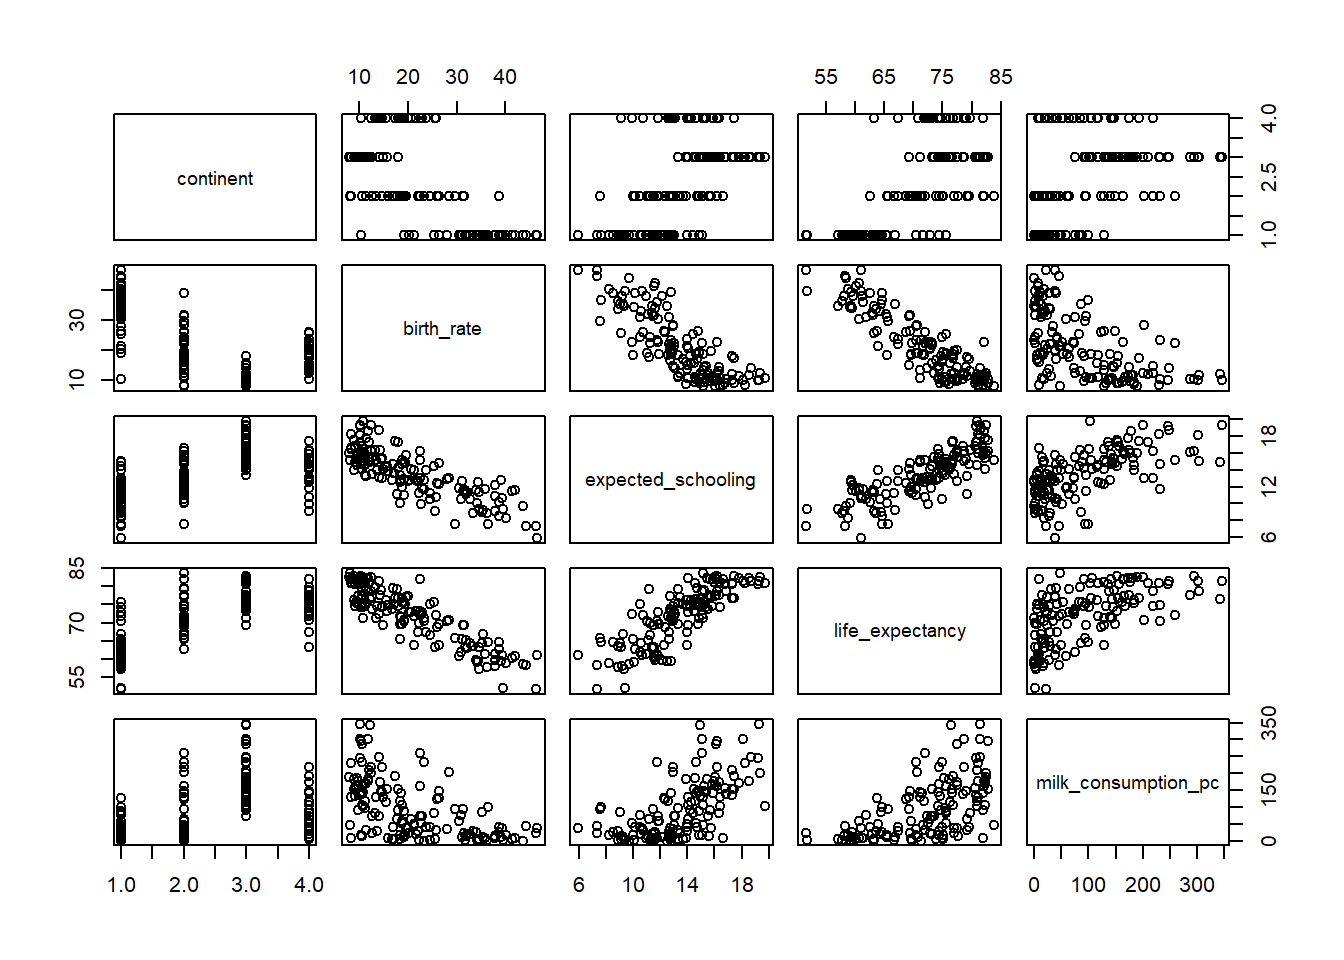 10 20 30 40 55 65 75 85
continent
1.0 2.5 4.0
birth_rate
10 30
expected_schooling
6 12 18
life_expectancy
55 70 85
milk_consumption_pc
0 150 350
1.0 2.0 3.0 4.0 6 10 14 18 0 100 200 300